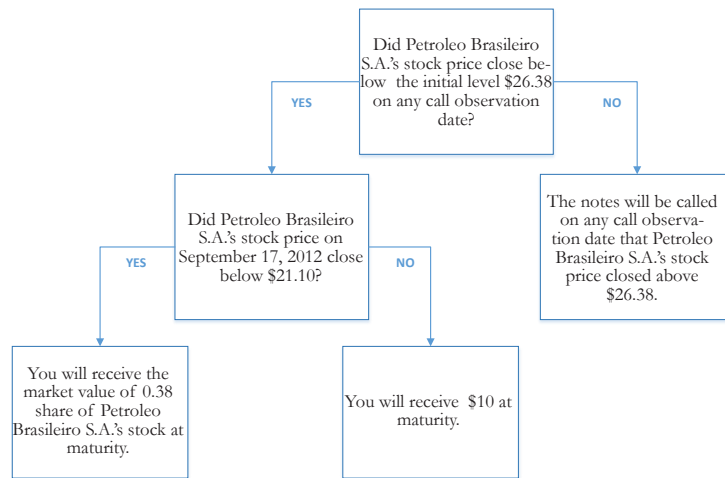 Did Petroleo Brasileiro
S.A.'s stock price close be-
low the initial level $26.38
on any call observation
date?
YES
NO
Did Petroleo Brasileiro
S.A.'s stock price on
September 17, 2012 close
below $21.10?
The notes will be called
on any call observa-
tion date that Petroleo
Brasileiro S.A.'s stock
price closed above
$26.38.
YES
NO
You will receive the
market value of 0.38
share of Petroleo
Brasileiro S.A.'s stock at
maturity.
You will receive $10 at
maturity.